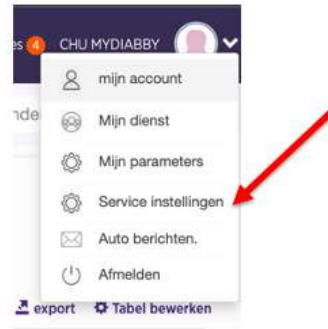 es 4 CHU MYDIABBY
mijn account
nde
Mijn dienst
Mijn parameters
Service instellingen
Auto berichten.
Afmelden
export Tabel bewerken